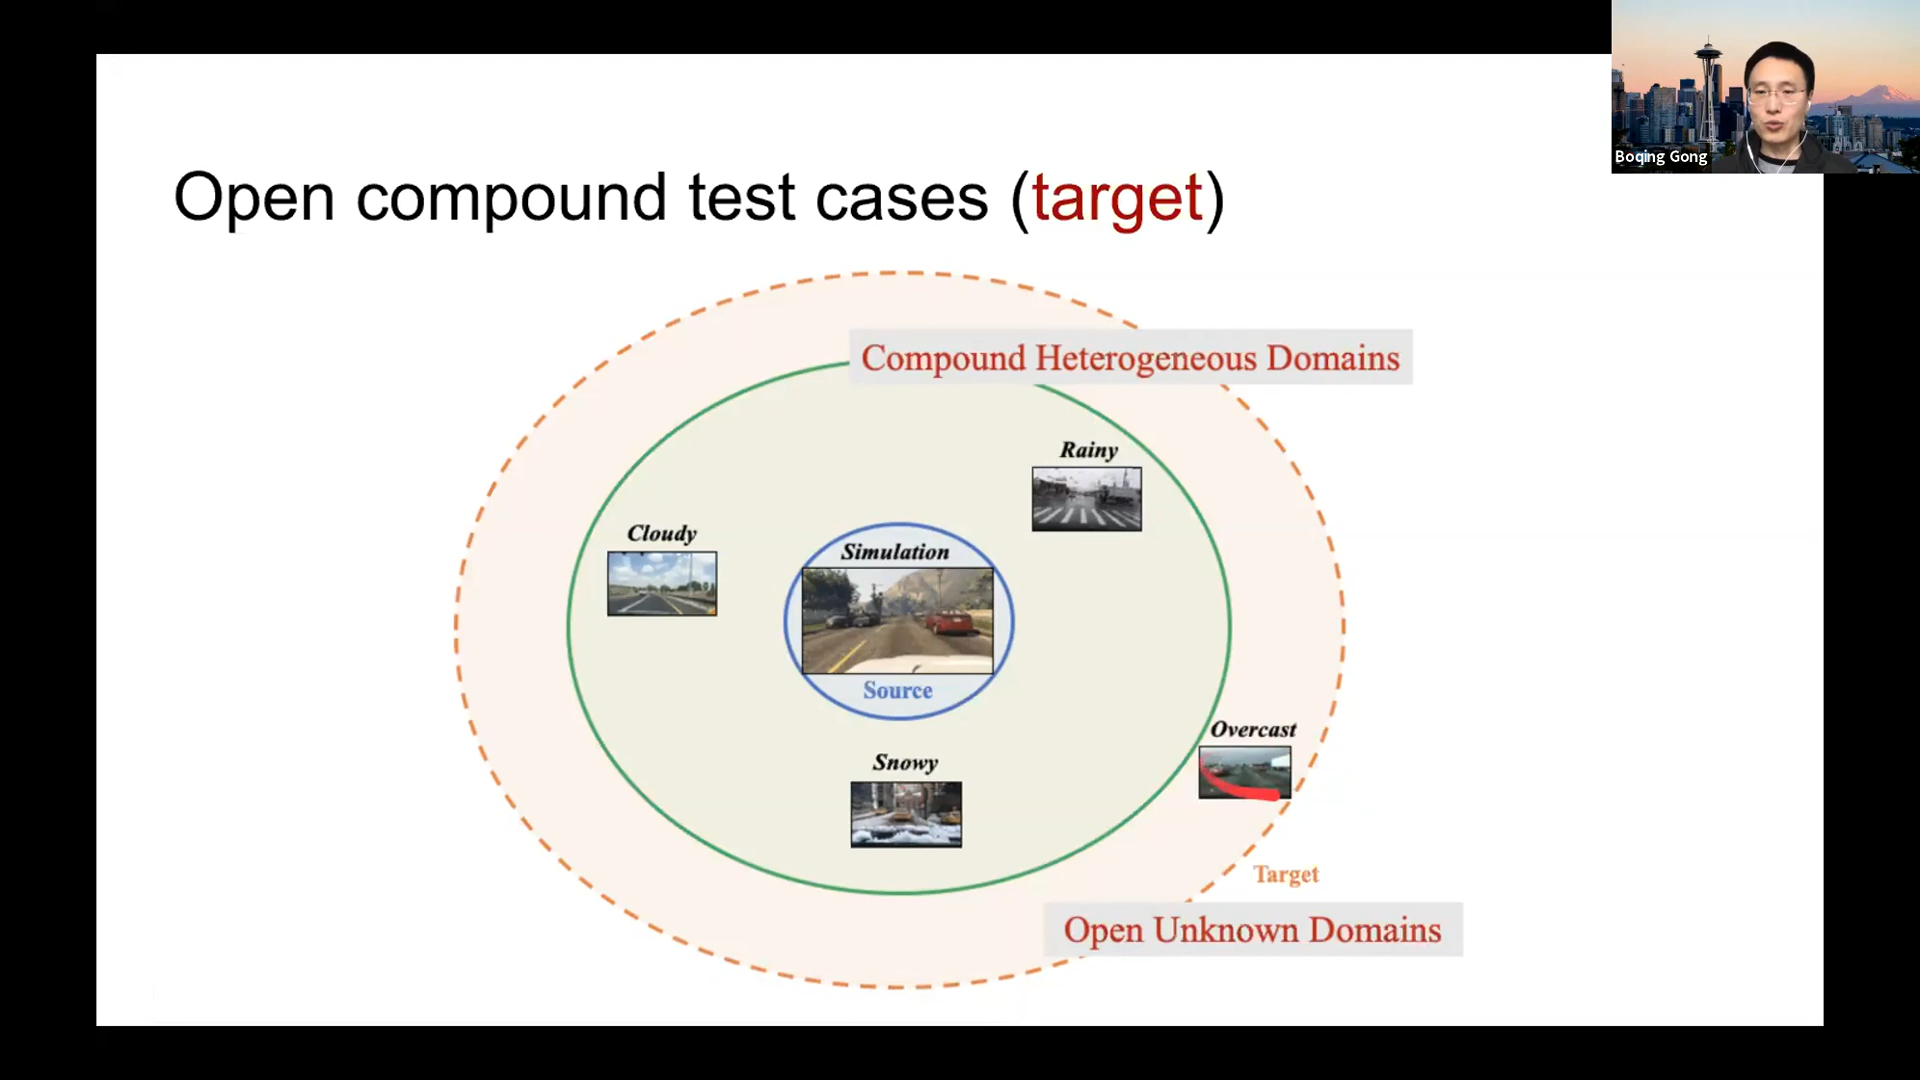 Boqing Gong
Open compound test cases (target)
Compound Heterogeneous Domains
Rainy
Cloudy
Simulation
Source
Overcast
Snowy
Target
Open Unknown Domains